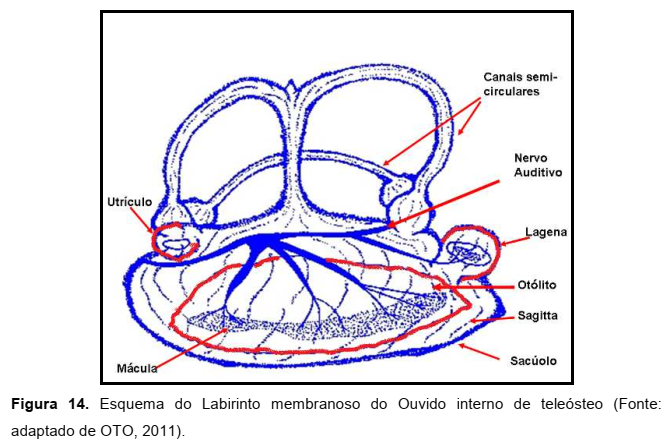 Canais semi-
circulares
Nervo
Auditivo
Utrículo
Lagena
Otólito
Sagitta
Mácula
Sacúolo
Figura 14. Esquema do Labirinto membranoso do Ouvido interno de teleósteo (Fonte:
adaptado de OTO, 2011).